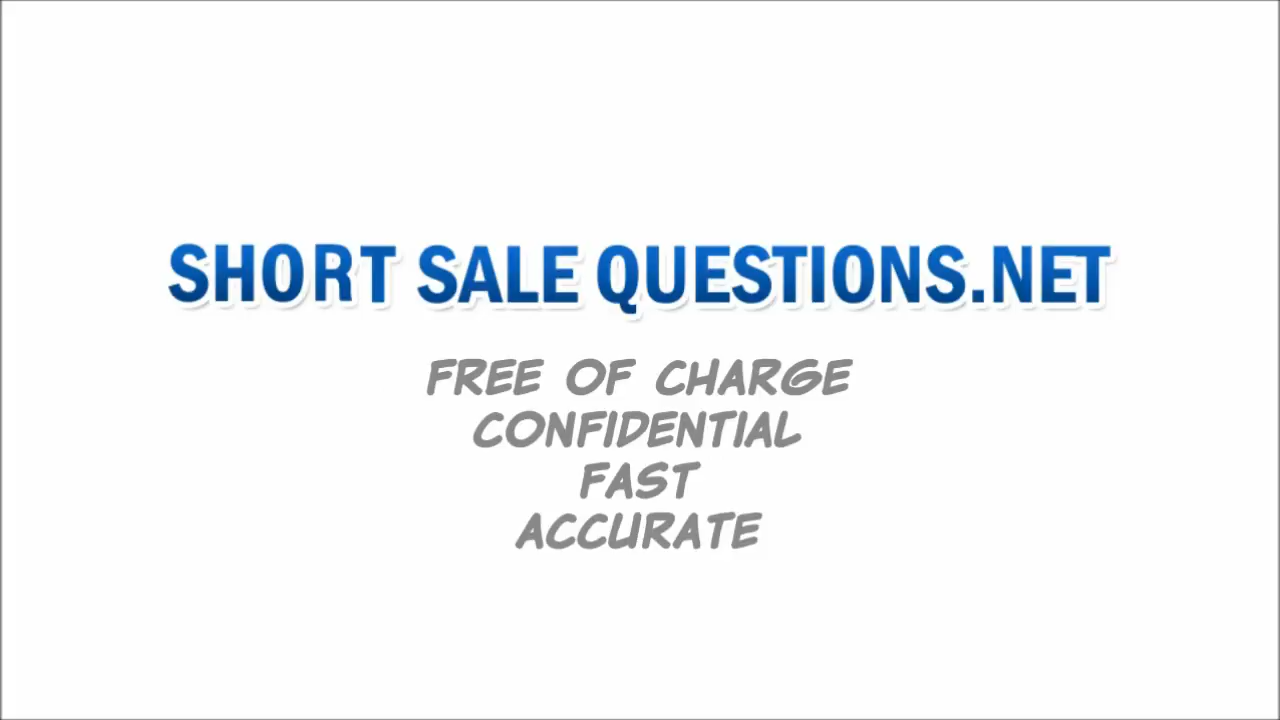 SHORT SALE QUESTIONS.NET
FREE OF CHARGE
CONFIDENTIAL
FAST
ACCURATE